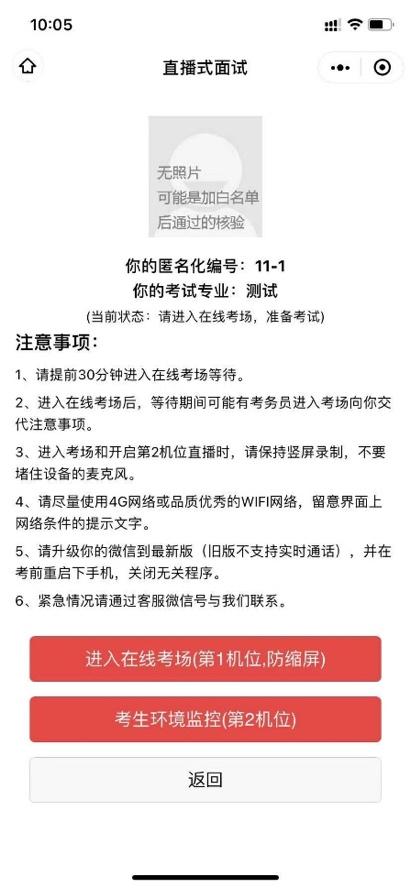 10:05
直播式面试
无照片
可能是加白名单
后通过的核验
你的匿名化编号：11-1
你的考试专业：测试
(当前状态：请进入在线考场，准备考试)
注意事项：
1、请提前30分钟进入在线考场等待。
2、进入在线考场后，等待期间可能有考务员进入考场向你交
代注意事项。
3、进入考场和开启第2机位直播时，请保持竖屏录制，不要
堵住设备的麦克风。
4、请尽量使用4G网络或品质优秀的WIFI网络，留意界面上
网络条件的提示文字。
5、请升级你的微信到最新版（旧版不支持实时通话），并在
考前重启下手机，关闭无关程序。
6、紧急情况请通过客服微信号与我们联系。
进入在线考场(第1机位,防缩屏)
考生环境监控(第2机位)
返回